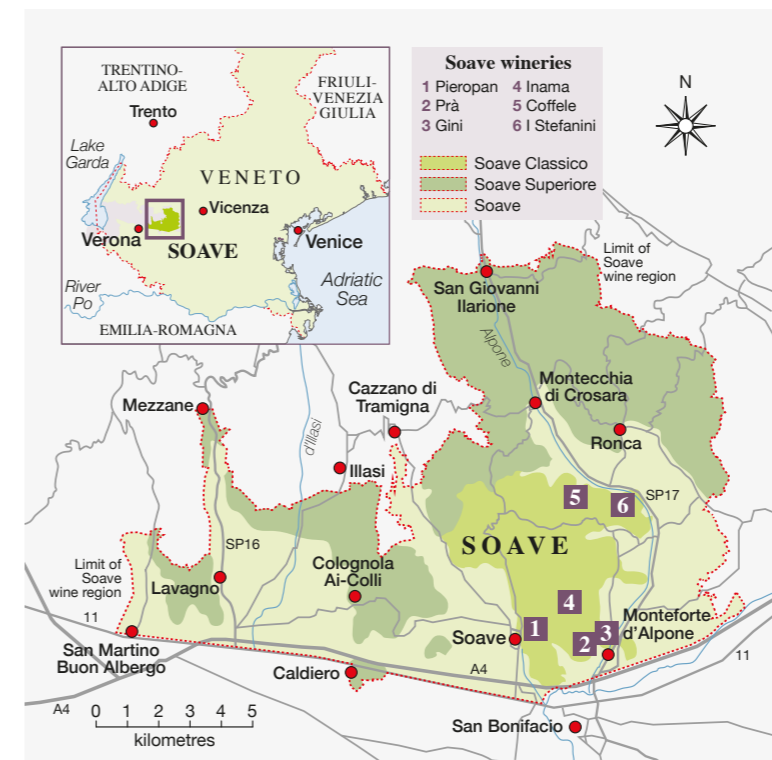 TRENTINO-
ALTO ADIGE
FRIULI-
VENEZIA
GIULIA
Trento
Lake
Garda
VENETO
Vicenza
Verona
SOAVE
Venice
River
Po
Adriatic
Sea
EMILIA-ROMAGNA
Soave wineries
1 Pieropan
2 Prà
3 Gini
4 Inama
5 Coffele
6 I Stefanini
Soave Classico
Soave Superiore
Soave
N
Limit of
Soave
wine region
San Giovanni
Ilarione
Alpone
Montecchia
di Crosara
Cazzano di
Tramigna
Mezzane
Ronca
d'Illasi
Illasi
5
6
SP17
SOAVE
SP16
Limit of
Soave
wine region
Lavagno
Colognola
Ai-Colli
4
Monteforte
d'Alpone
11
Soave
1
2
3
San Martino
Buon Albergo
Caldiero
A4
11
San Bonifacio
A4
0 1 2 3 4 5
kilometres